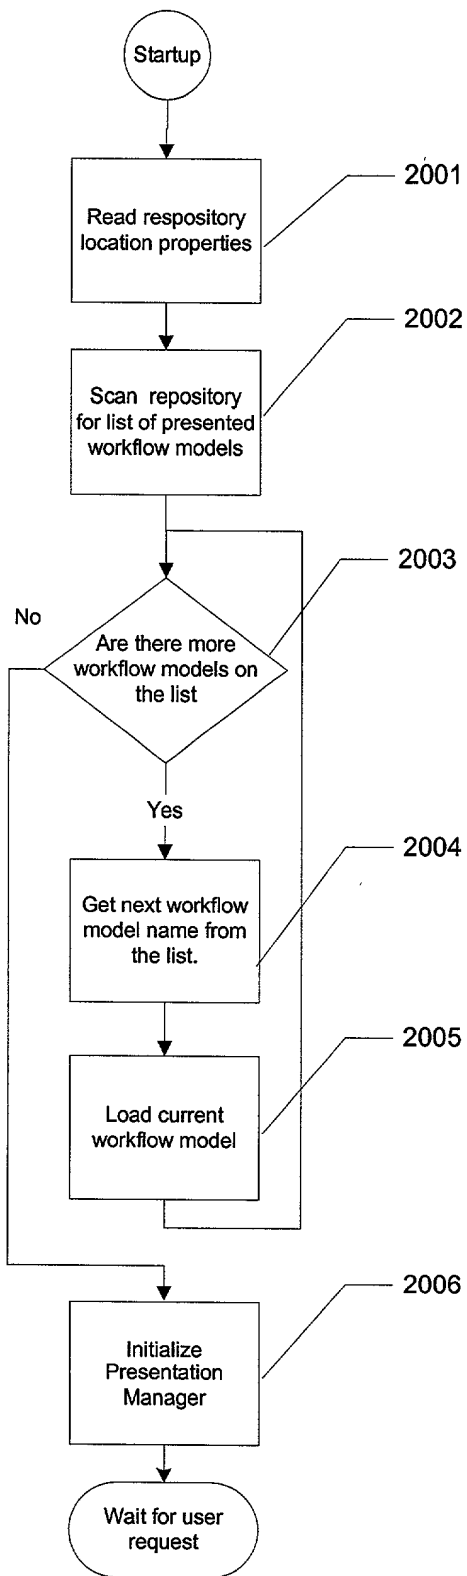 Startup
2001
Read respository
location properties
2002
Scan repository
for list of presented
workflow models
2003
No
Are there more
workflow models on
the list
Yes
2004
Get next workflow
model name from
the list.
2005
Load current
workflow model
2006
Initialize
Presentation
Manager
Wait for user
request